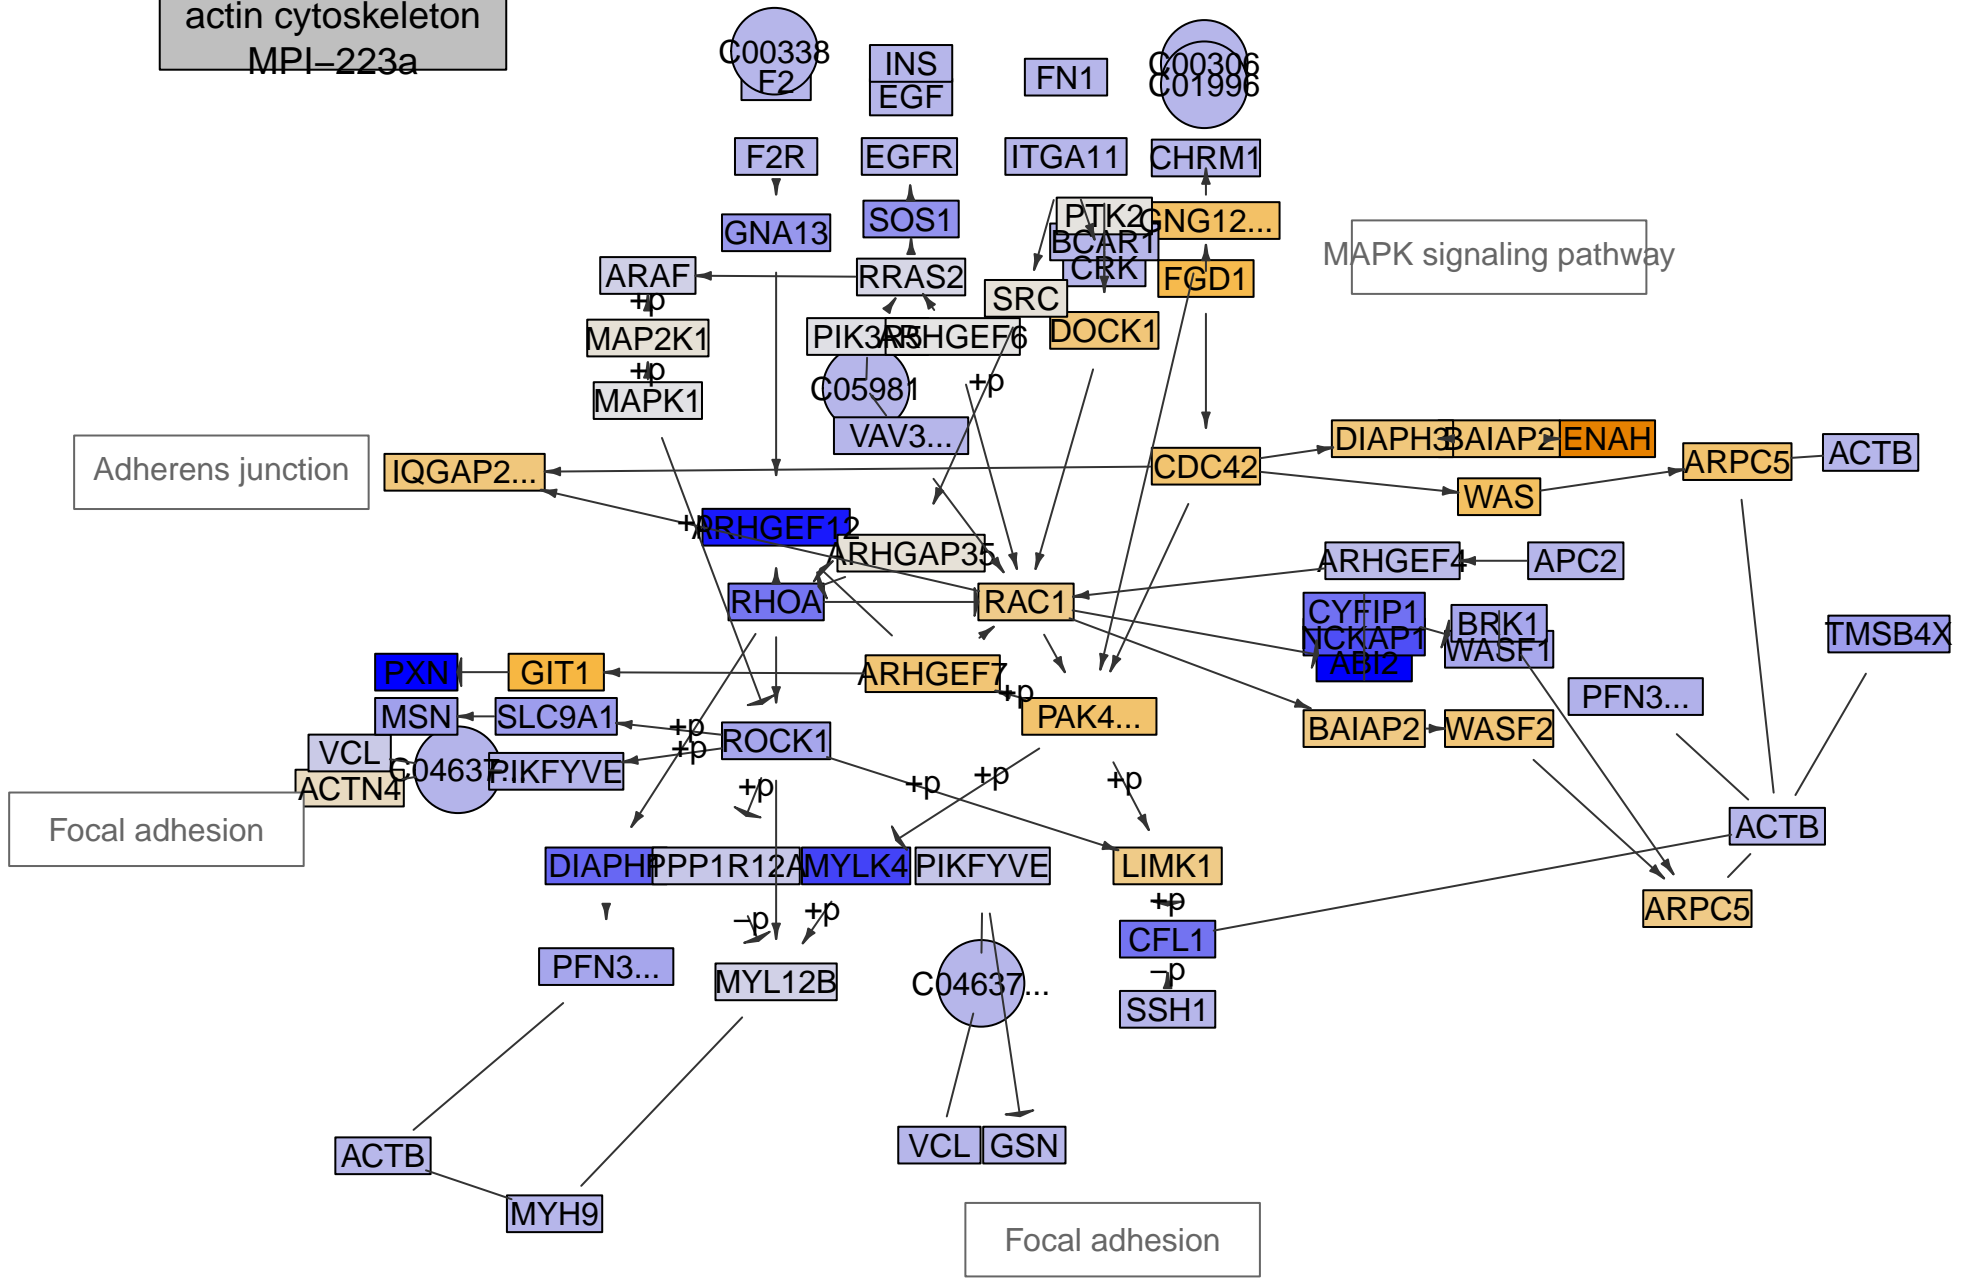 actin cytoskeleton
MPI−223a
C00338
F2
INS
EGF
FN1
C00306
C01996
F2R
EGFR
ITGA11
CHRM1
GNA13
SOS1
PTK2
GNG12...
BCAR1
CRK
MAPK signaling pathway
ARAF
RRAS2
SRC
FGD1
+p
MAP2K1
PIK3R5
ARHGEF6
DOCK1
+p
MAPK1
C05981
+p
VAV3...
Adherens junction
IQGAP2...
CDC42
DIAPH3
BAIAP2
ENAH
ARPC5
ACTB
WAS
+p
ARHGEF12
ARHGAP35
ARHGEF4
APC2
RHOA
RAC1
CYFIP1
NCKAP1
ABI2
BRK1
WASF1
TMSB4X
PXN
GIT1
ARHGEF7
+p
PFN3...
MSN
SLC9A1
+p
ROCK1
PAK4...
BAIAP2
WASF2
VCL
ACTN4
C04637...
PIKFYVE
+p
+p
+p
+p
+p
Focal adhesion
ACTB
DIAPH
PPP1R12A
MYLK4
PIKFYVE
LIMK1
−p
+p
+p
ARPC5
CFL1
PFN3...
MYL12B
C04637...
−p
SSH1
ACTB
VCL
GSN
MYH9
Focal adhesion